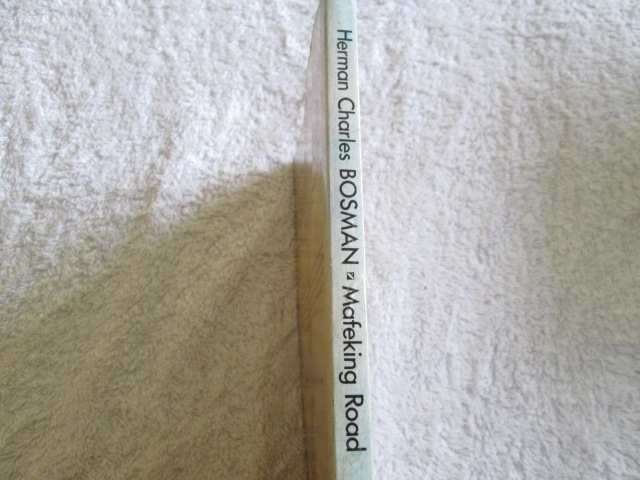 Herman Charles BOSMAN ▪ Mafeking Road